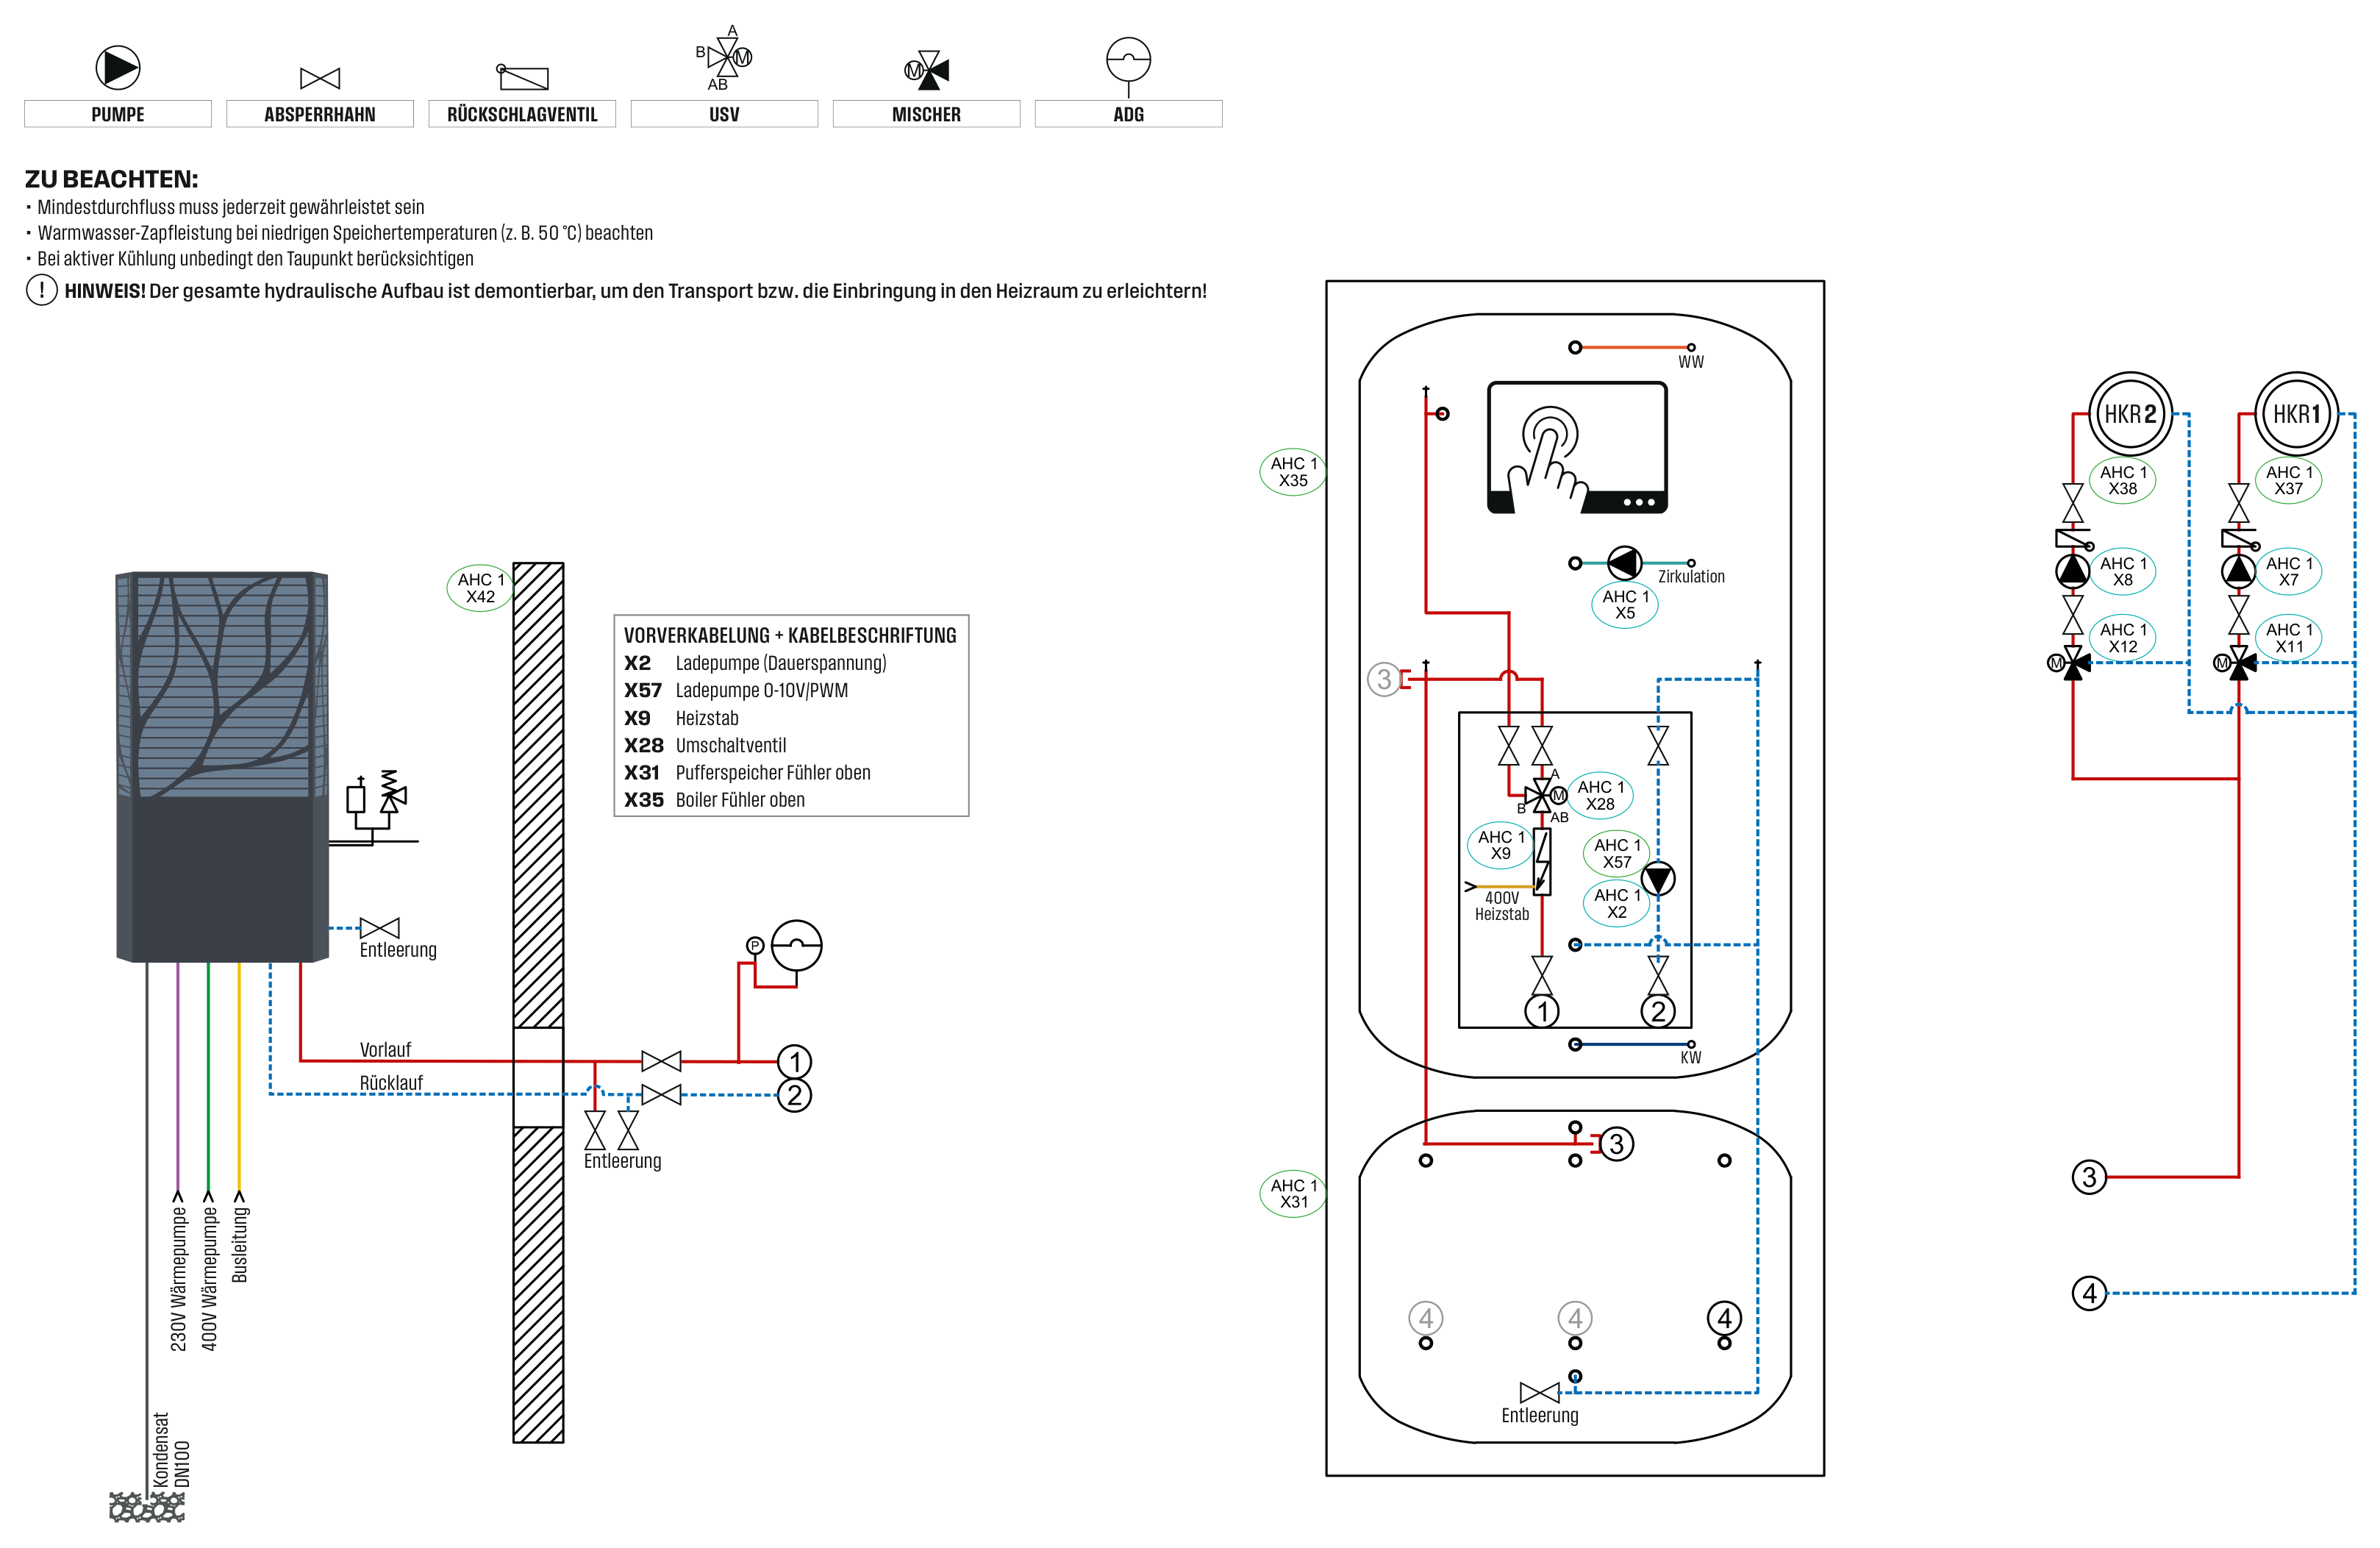 A
B
M
AB
M
PUMPE
ABSPERRHAHN
RÜCKSCHLAGVENTIL
USV
MISCHER
ADG
ZU BEACHTEN:
· Mindestdurchfluss muss jederzeit gewährleistet sein
· Warmwasser-Zapfleistung bei niedrigen Speichertemperaturen (z. B. 50 °C) beachten
· Bei aktiver Kühlung unbedingt den Taupunkt berücksichtigen
! HINWEIS! Der gesamte hydraulische Aufbau ist demontierbar, um den Transport bzw. die Einbringung in den Heizraum zu erleichtern!
AHC 1
X42
VORVERKABELUNG + KABELBESCHRIFTUNG
X2 Ladepumpe (Dauerspannung)
X57 Ladepumpe 0-10V/PWM
X9 Heizstab
X28 Umschaltventil
X31 Pufferspeicher Fühler oben
X35 Boiler Fühler oben
Entleerung
P
Vorlauf
1
Rücklauf
2
Entleerung
230V Wärmepumpe
400V Wärmepumpe
Busleitung
Kondensat
DN100
WW
AHC 1
X35
Zirkulation
AHC 1
X5
3
A
M
B
AB
AHC 1
X28
AHC 1
X9
400V
Heizstab
AHC 1
X57
AHC 1
X2
1
2
KW
3
AHC 1
X31
4
4
4
Entleerung
HKR2
HKR1
AHC 1
X38
AHC 1
X37
AHC 1
X8
AHC 1
X7
AHC 1
X12
AHC 1
X11
M
M
3
4